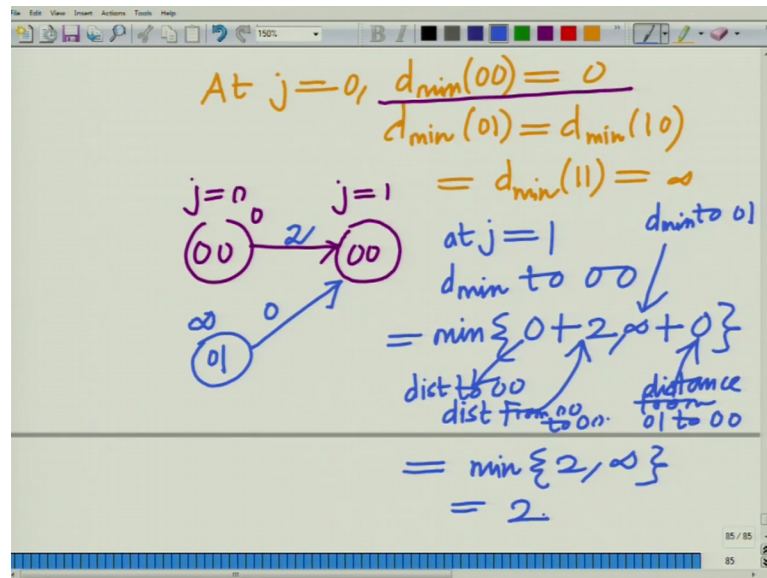 File Edit View Insert Actions Tools Help
150%
B I
At j=0, dmin(00) = 0
dmin(01) = dmin(10)
= dmin(11) = ∞
j=0 j=1
0
00 2 00
∞ 0
01
at j=1
dmin to 01
dmin to 00
= min{0+2,∞+0}
dist to 00
dist from 00 to 00.
distance from 01 to 00
= min{2,∞}
= 2.
85 / 85
85